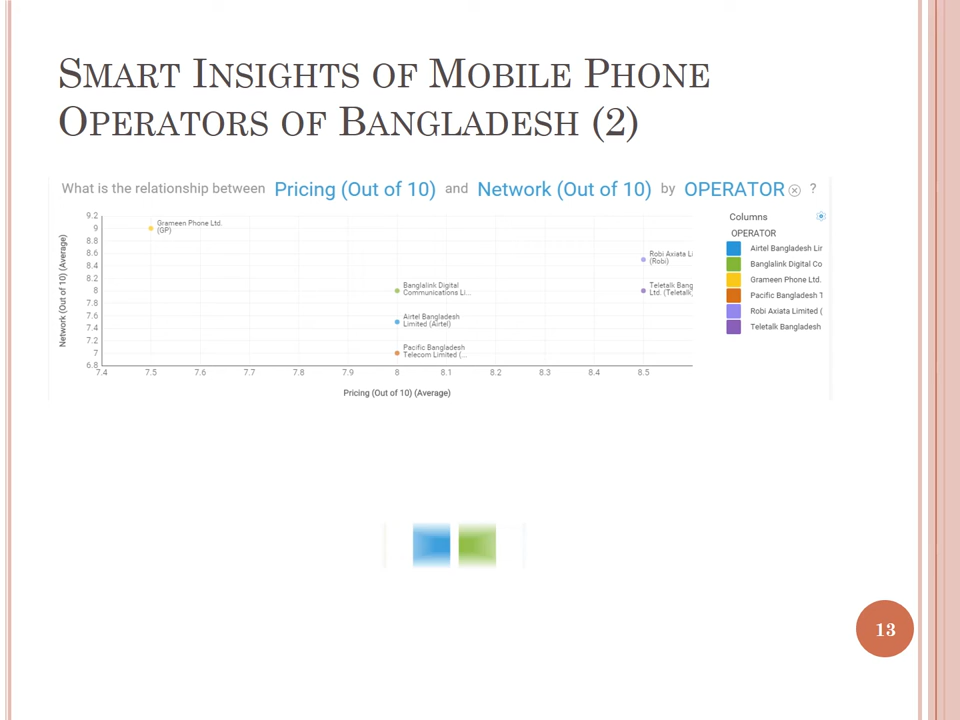 SMART INSIGHTS OF MOBILE PHONE
OPERATORS OF BANGLADESH (2)
What is the relationship between Pricing (Out of 10) and Network (Out of 10) by OPERATOR ?
Network (Out of 10) (Average)
9.2
9
8.8
8.6
8.4
8.2
8
7.8
7.6
7.4
7.2
7
6.8
Grameen Phone Ltd.
(GP)
Banglalink Digital
Communications Li...
Airtel Bangladesh
Limited (Airtel)
Pacific Bangladesh
Telecom Limited (...
Robi Axiata Li
(Robi)
Teletalk Bang
Ltd. (Teletalk
7.4 7.5 7.6 7.7 7.8 7.9 8 8.1 8.2 8.3 8.4 8.5
Pricing (Out of 10) (Average)
Columns
OPERATOR
Airtel Bangladesh Lir
Banglalink Digital Co
Grameen Phone Ltd.
Pacific Bangladesh T
Robi Axiata Limited (
Teletalk Bangladesh
13